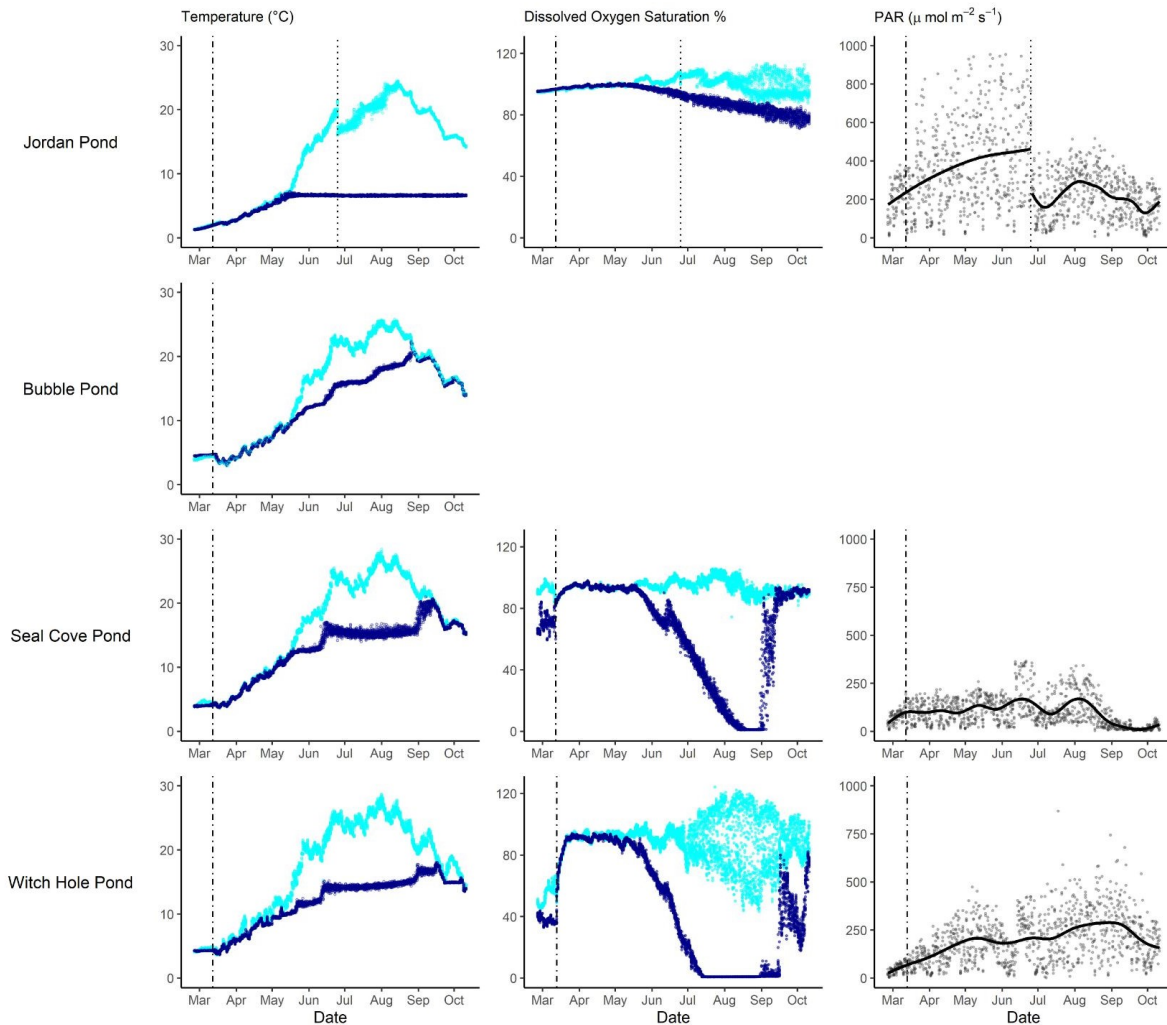 Temperature (°C) Dissolved Oxygen Saturation % PAR (μ mol m⁻² s⁻¹)
Jordan Pond
30
20
10
0
Mar Apr May Jun Jul Aug Sep Oct
120
80
40
0
Mar Apr May Jun Jul Aug Sep Oct
1000
800
600
400
200
0
Mar Apr May Jun Jul Aug Sep Oct
Bubble Pond
30
20
10
0
Mar Apr May Jun Jul Aug Sep Oct
Seal Cove Pond
30
20
10
0
Mar Apr May Jun Jul Aug Sep Oct
120
80
40
0
Mar Apr May Jun Jul Aug Sep Oct
1000
750
500
250
0
Mar Apr May Jun Jul Aug Sep Oct
Witch Hole Pond
30
20
10
0
Mar Apr May Jun Jul Aug Sep Oct
Date
120
80
40
0
Mar Apr May Jun Jul Aug Sep Oct
Date
1000
750
500
250
0
Mar Apr May Jun Jul Aug Sep Oct
Date